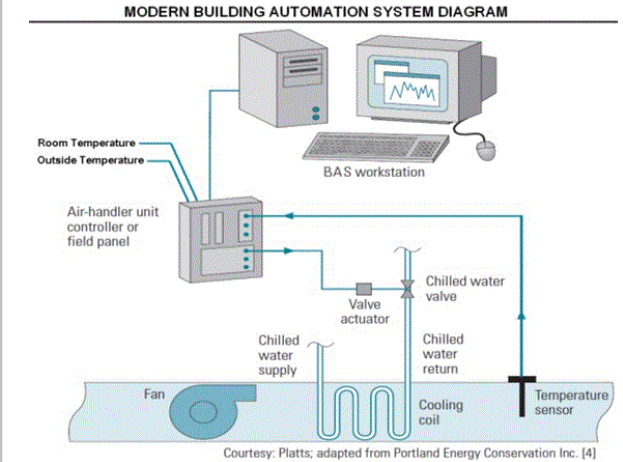 MODERN BUILDING AUTOMATION SYSTEM DIAGRAM
Room Temperature
Outside Temperature
BAS workstation
Air-handler unit
controller or
field panel
Chilled water
valve
Valve
actuator
Chilled
water
supply
Chilled
water
return
Fan
Cooling
coil
Temperature
sensor
Courtesy: Platts; adapted from Portland Energy Conservation Inc. [4]